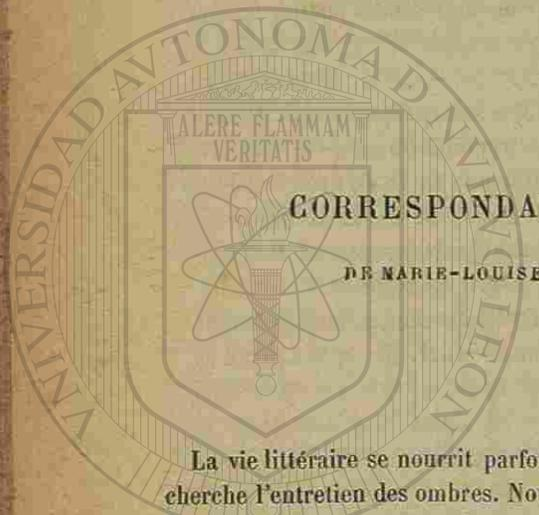 UNIVERSIDAD AUTONOMA D NUEVO LEON
ALERE FLAMMAM
VERITATIS
CORRESPONDA
DE MARIE-LOUISE
La vie littéraire se nourrit parfo
cherche l'entretien des ombres. No